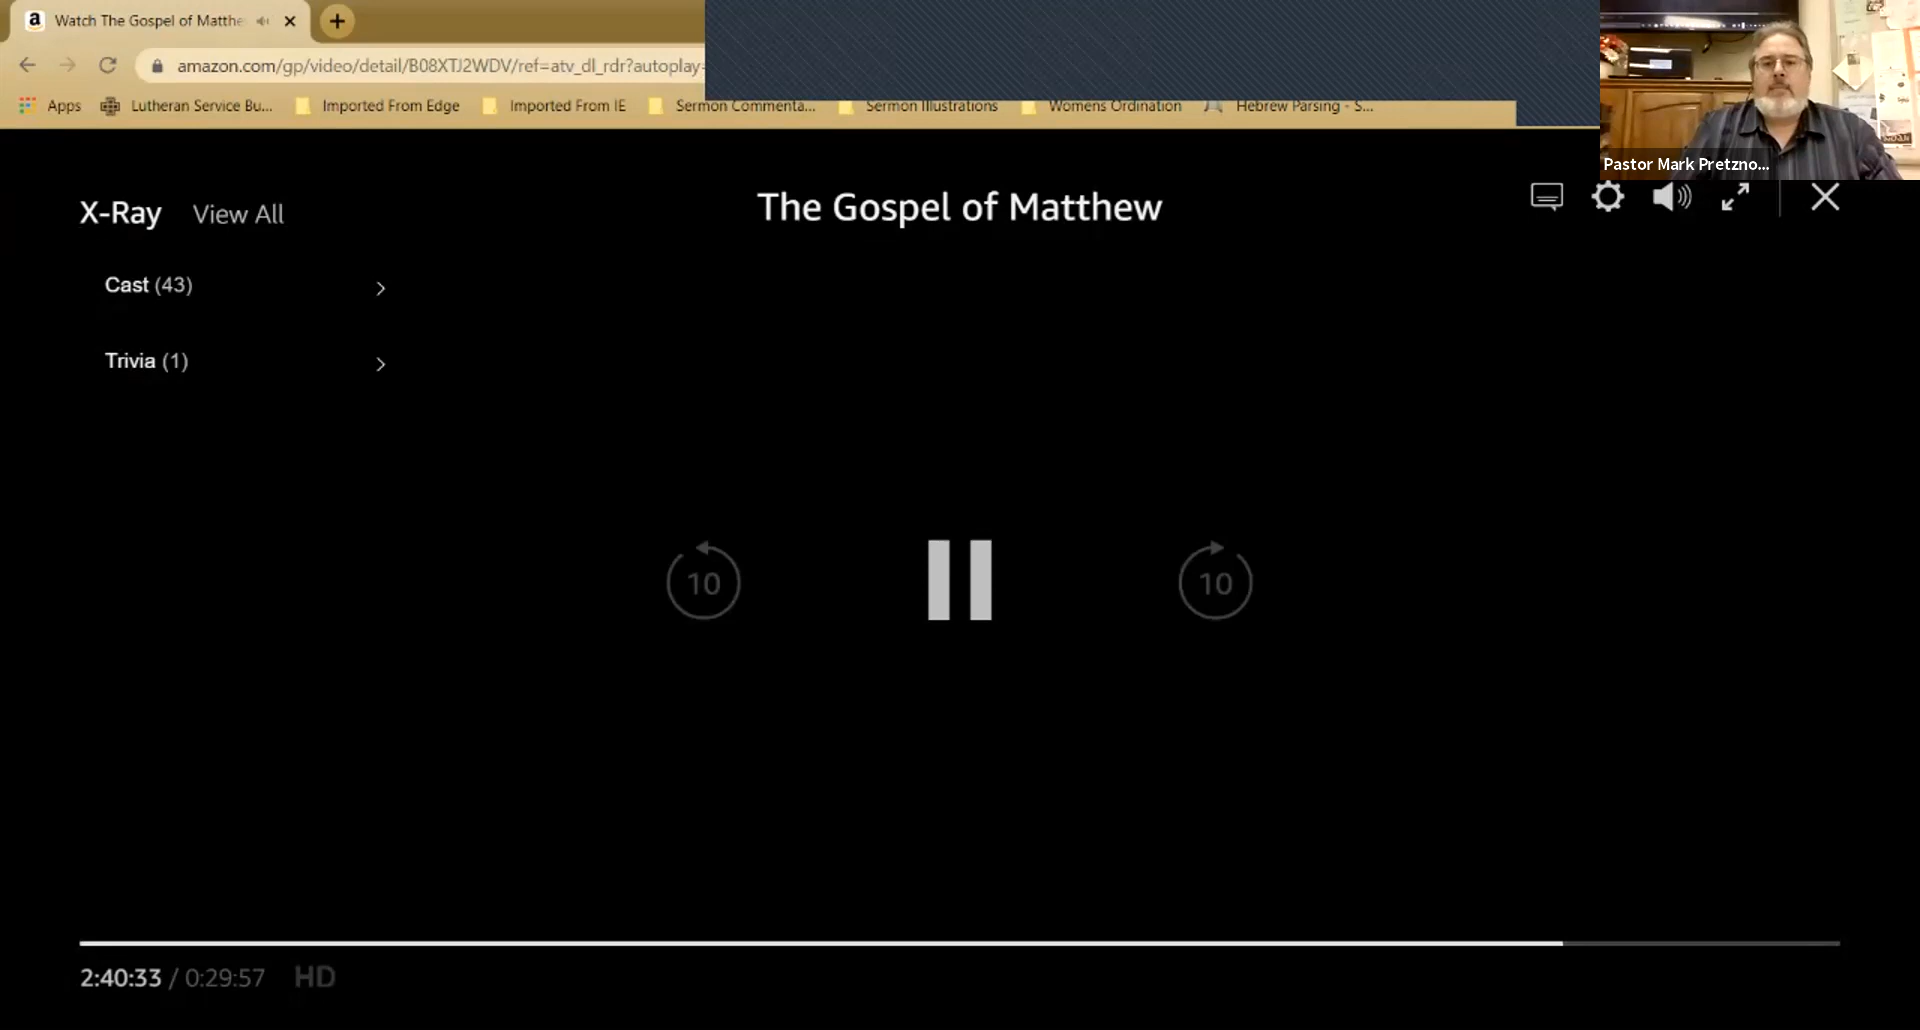 Watch The Gospel of Matthe
amazon.com/gp/video/detail/B08XTJ2WDV/ref=atv_dl_rdr?autoplay=
Apps
Lutheran Service Bu...
Imported From Edge
Imported From IE
Sermon Commenta...
Sermon Illustrations
Womens Ordination
Hebrew Parsing - S...
Pastor Mark Pretzno...
X-Ray View All
The Gospel of Matthew
Cast (43)
Trivia (1)
10
10
2:40:33 / 0:29:57 HD